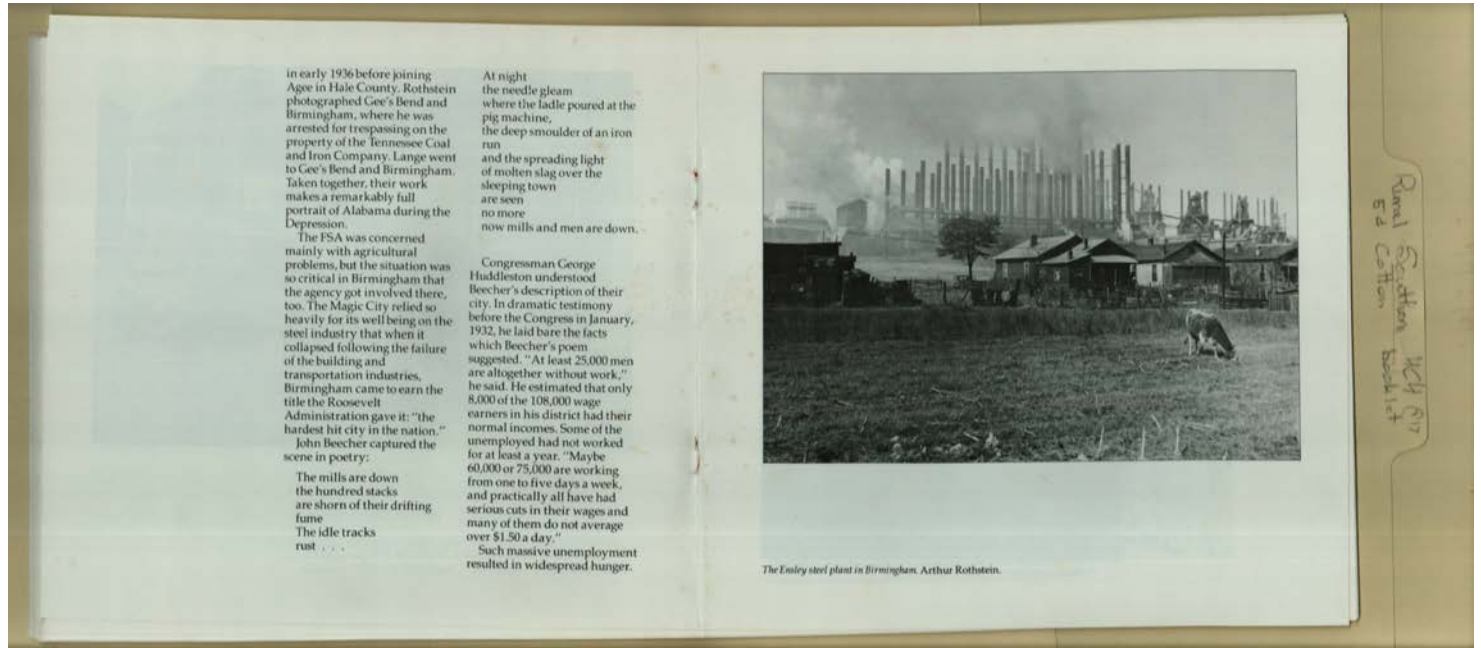 in early 1936 before joining
Agee in Hale County. Rothstein
photographed Gee's Bend and
Birmingham, where he was
arrested for trespassing on the
property of the Tennessee Coal
and Iron Company. Lange went
to Gee's Bend and Birmingham.
Taken together, their work
makes a remarkably full
portrait of Alabama during the
Depression.
The FSA was concerned
mainly with agricultural
problems, but the situation was
so critical in Birmingham that
the agency got involved there,
too. The Magic City relied so
heavily for its well being on the
steel industry that when it
collapsed following the failure
of the building and
transportation industries,
Birmingham came to earn the
title the Roosevelt
Administration gave it: "the
hardest hit city in the nation."
John Beecher captured the
scene in poetry:
The mills are down
the hundred stacks
are shorn of their drifting
fume
The idle tracks
rust . . .
At night
the needle gleam
where the ladle poured at the
pig machine,
the deep smoulder of an iron
run
and the spreading light
of molten slag over the
sleeping town
are seen
no more
now mills and men are down.
Congressman George
Huddleston understood
Beecher's description of their
city. In dramatic testimony
before the Congress in January,
1932, he laid bare the facts
which Beecher's poem
suggested. "At least 25,000 men
are altogether without work,"
he said. He estimated that only
8,000 of the 108,000 wage
earners in his district had their
normal incomes. Some of the
unemployed had not worked
for at least a year. "Maybe
60,000 or 75,000 are working
from one to five days a week,
and practically all have had
serious cuts in their wages and
many of them do not average
over $1.50 a day."
Such massive unemployment
resulted in widespread hunger.
The Ensley steel plant in Birmingham. Arthur Rothstein.
Rural
Cotton booklet